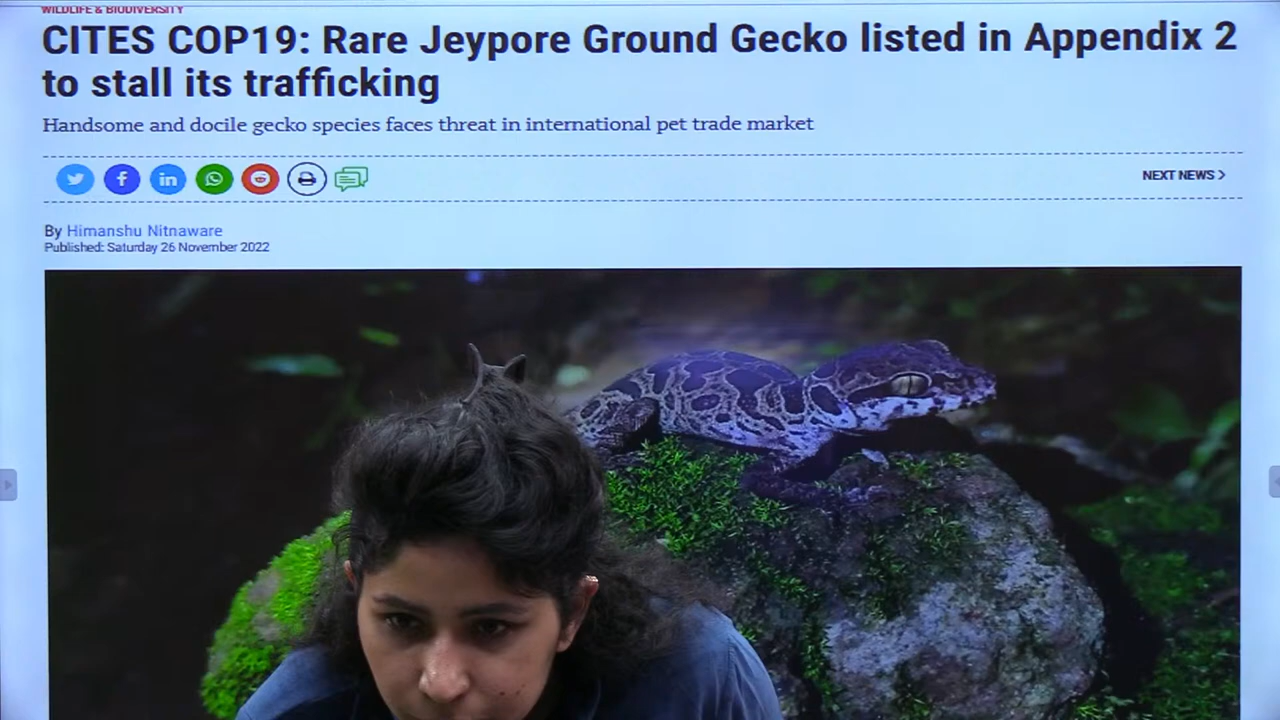 WILDLIFE & BIODIVERSITY
CITES COP19: Rare Jeypore Ground Gecko listed in Appendix 2
to stall its trafficking
Handsome and docile gecko species faces threat in international pet trade market
NEXT NEWS
By Himanshu Nitnaware
Published: Saturday 26 November 2022